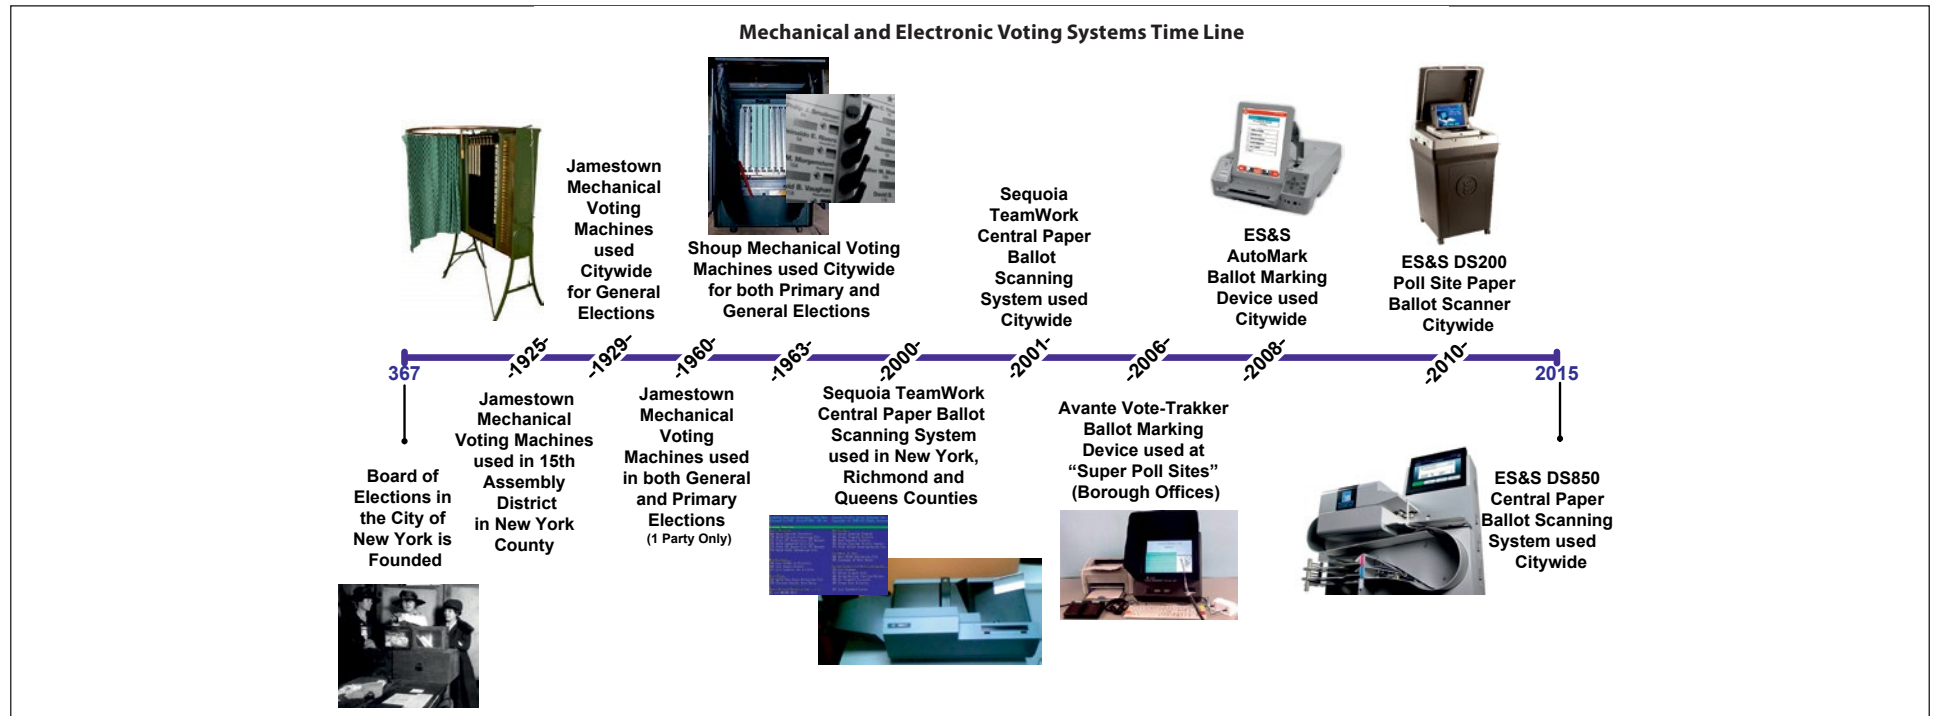 Mechanical and Electronic Voting Systems Time Line
Jamestown
Mechanical
Voting
Machines
used
Citywide
for General
Elections
Shoup Mechanical Voting
Machines used Citywide
for both Primary and
General Elections
Sequoia
TeamWork
Central Paper
Ballot
Scanning
System used
Citywide
ES&S
AutoMark
Ballot Marking
Device used
Citywide
ES&S DS200
Poll Site Paper
Ballot Scanner
Citywide
367
-1925-
-1929-
-1960-
-1963-
-2000-
-2001-
-2006-
-2008-
-2010-
2015
Board of
Elections in
the City of
New York is
Founded
Jamestown
Mechanical
Voting Machines
used in 15th
Assembly
District
in New York
County
Jamestown
Mechanical
Voting
Machines used
in both General
and Primary
Elections
(1 Party Only)
Sequoia TeamWork
Central Paper Ballot
Scanning System
used in New York,
Richmond and
Queens Counties
Avante Vote-Trakker
Ballot Marking
Device used at
“Super Poll Sites”
(Borough Offices)
ES&S DS850
Central Paper
Ballot Scanning
System used
Citywide